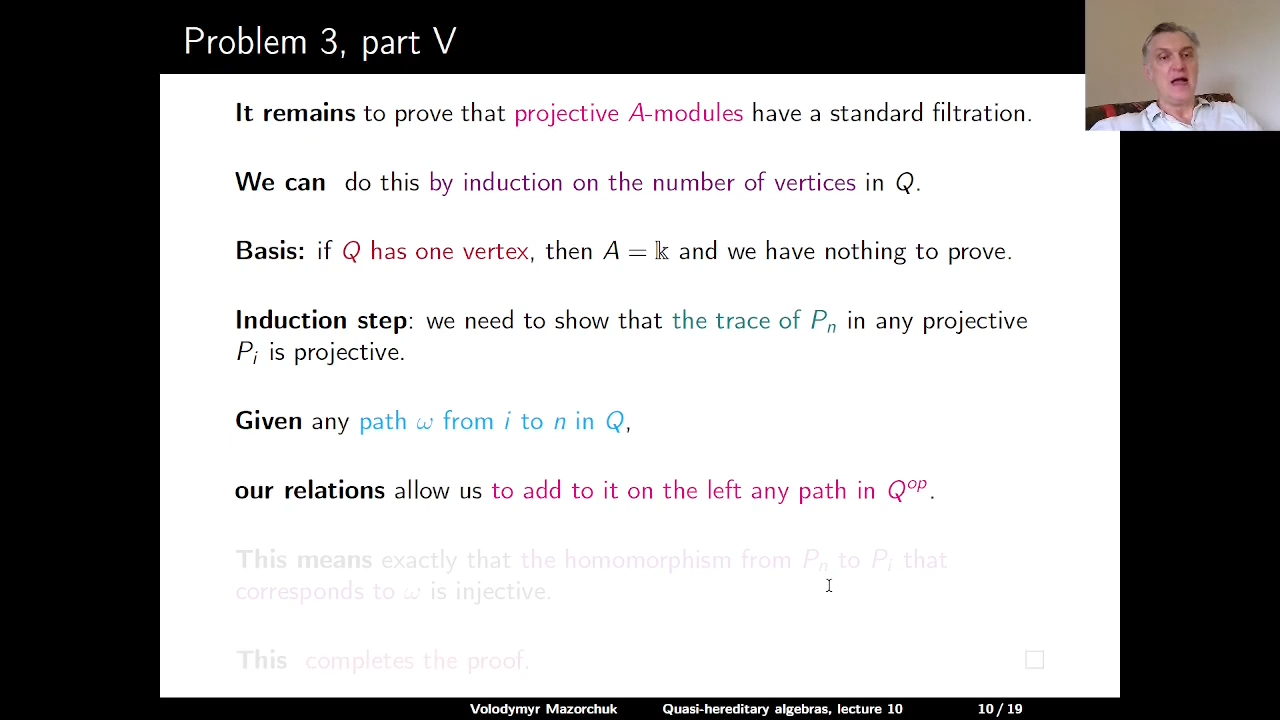 Problem 3, part V
It remains to prove that projective A-modules have a standard filtration.
We can do this by induction on the number of vertices in Q.
Basis: if Q has one vertex, then A = 𝕜 and we have nothing to prove.
Induction step: we need to show that the trace of Pₙ in any projective
Pᵢ is projective.
Given any path ω from i to n in Q,
our relations allow us to add to it on the left any path in Qᵒᵖ.
This means exactly that the homomorphism from Pₙ to Pᵢ that
corresponds to ω is injective.
This completes the proof. □
Volodymyr Mazorchuk Quasi-hereditary algebras, lecture 10 10 / 19